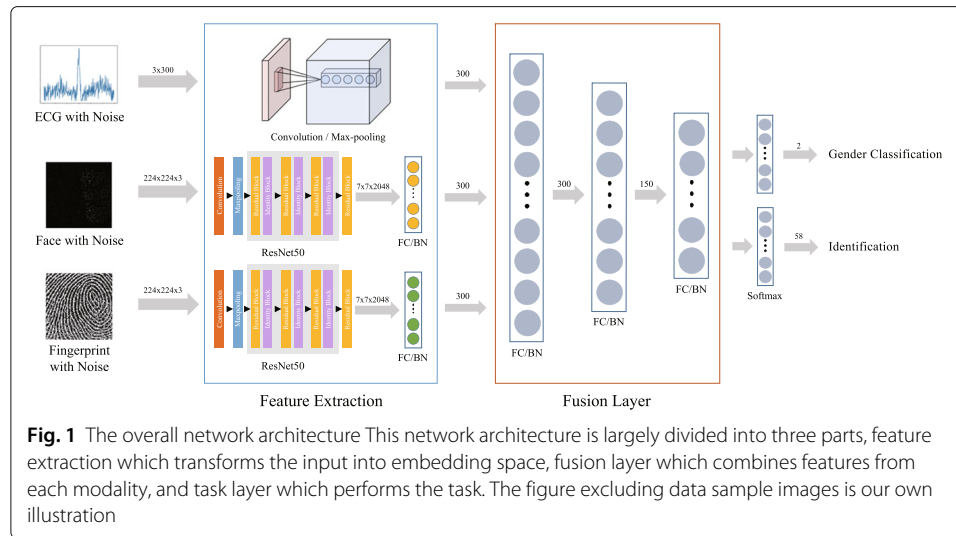 3x300
ECG with Noise
Convolution / Max-pooling
300
224x224x3
Face with Noise
Convolution
Maxpooling
Residual Block
Identity Block
Residual Block
Identity Block
Residual Block
Identity Block
Residual Block
ResNet50
7x7x2048
FC/BN
300
224x224x3
Fingerprint
with Noise
Convolution
Maxpooling
Residual Block
Identity Block
Residual Block
Identity Block
Residual Block
Identity Block
Residual Block
ResNet50
7x7x2048
FC/BN
300
Feature Extraction
FC/BN
300
FC/BN
150
FC/BN
Fusion Layer
2
Gender Classification
58
Identification
Softmax
Fig. 1 The overall network architecture This network architecture is largely divided into three parts, feature
extraction which transforms the input into embedding space, fusion layer which combines features from
each modality, and task layer which performs the task. The figure excluding data sample images is our own
illustration